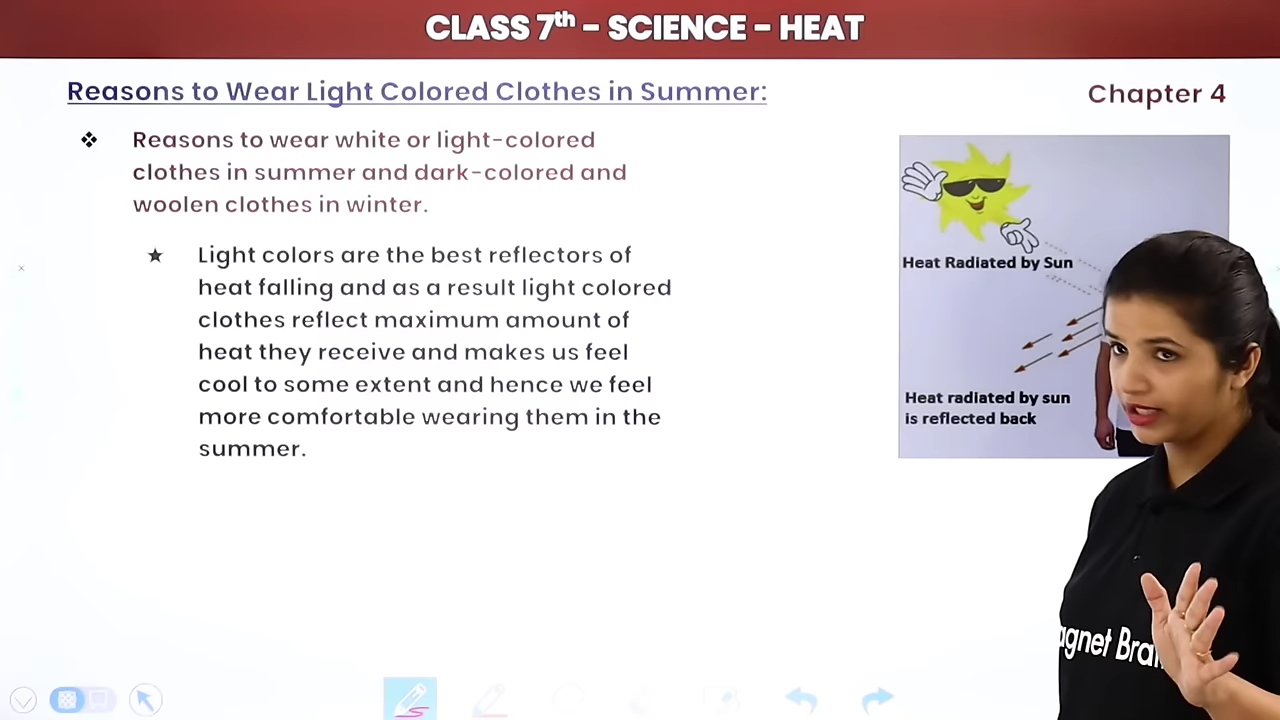 CLASS 7th - SCIENCE - HEAT
Reasons to Wear Light Colored Clothes in Summer:
Chapter 4
Reasons to wear white or light-colored
clothes in summer and dark-colored and
woolen clothes in winter.
Light colors are the best reflectors of
heat falling and as a result light colored
clothes reflect maximum amount of
heat they receive and makes us feel
cool to some extent and hence we feel
more comfortable wearing them in the
summer.
Heat Radiated by Sun
Heat radiated by sun
is reflected back
agnet Bra